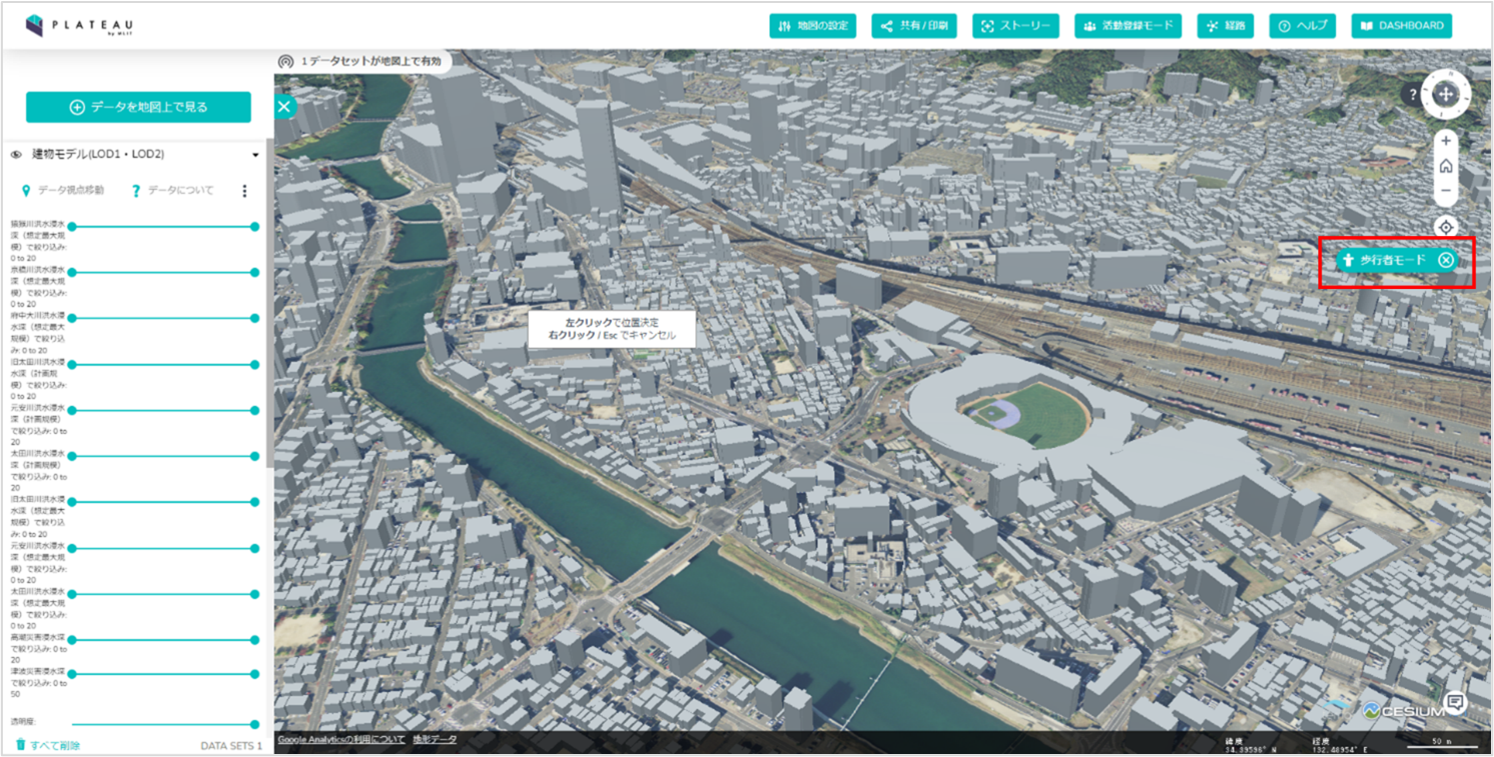 PLATEAU
by MLIT
地図の設定
共有/印刷
ストーリー
活動登録モード
経路
ヘルプ
DASHBOARD
1データセットが地図上で有効
データを地図上で見る
建物モデル(LOD1・LOD2)
データ視点移動
データについて
猿猴川洪水浸水
深（想定最大規
模）で絞り込み:
0 to 20
京橋川洪水浸水
深（想定最大規
模）で絞り込み:
0 to 20
府中大川洪水浸
水深（想定最大
規模）で絞り込
み: 0 to 20
旧太田川洪水浸
水深（計画規
模）で絞り込み:
0 to 20
元安川洪水浸水
深（計画規模）
で絞り込み: 0 to
20
太田川洪水浸水
深（計画規模）
で絞り込み: 0 to
20
旧太田川洪水浸
水深（想定最大
規模）で絞り込
み: 0 to 20
元安川洪水浸水
深（想定最大規
模）で絞り込み:
0 to 20
太田川洪水浸水
深（想定最大規
模）で絞り込み:
0 to 20
高潮災害浸水深
で絞り込み: 0 to
20
津波災害浸水深
で絞り込み: 0 to
50
透明度:
すべて削除
DATA SETS 1
左クリックで位置決定
右クリック / Esc でキャンセル
歩行者モード
CESIUM
Google Analyticsの利用について
地形データ
緯度
34.39596° N
経度
132.48954° E
50 m